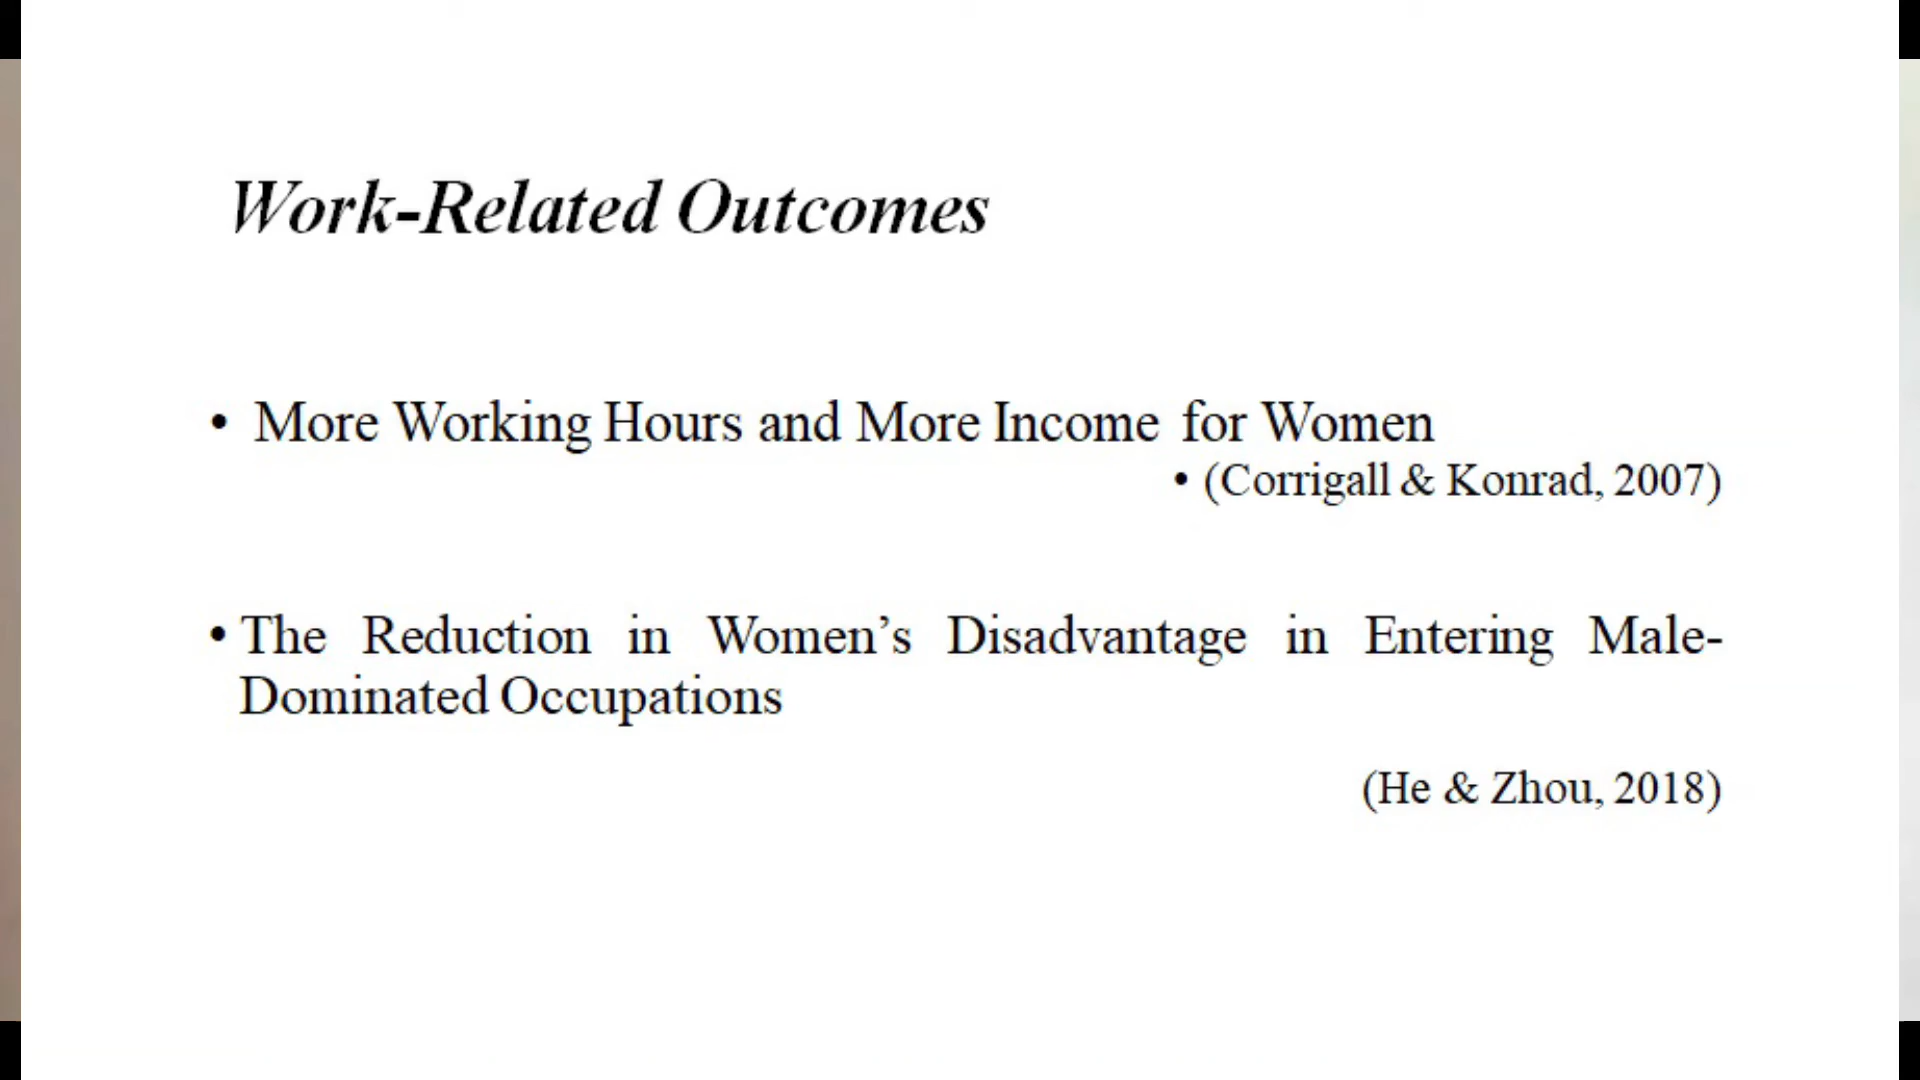 Work-Related Outcomes
• More Working Hours and More Income for Women
• (Corrigall & Konrad, 2007)
• The Reduction in Women’s Disadvantage in Entering Male-
Dominated Occupations
(He & Zhou, 2018)